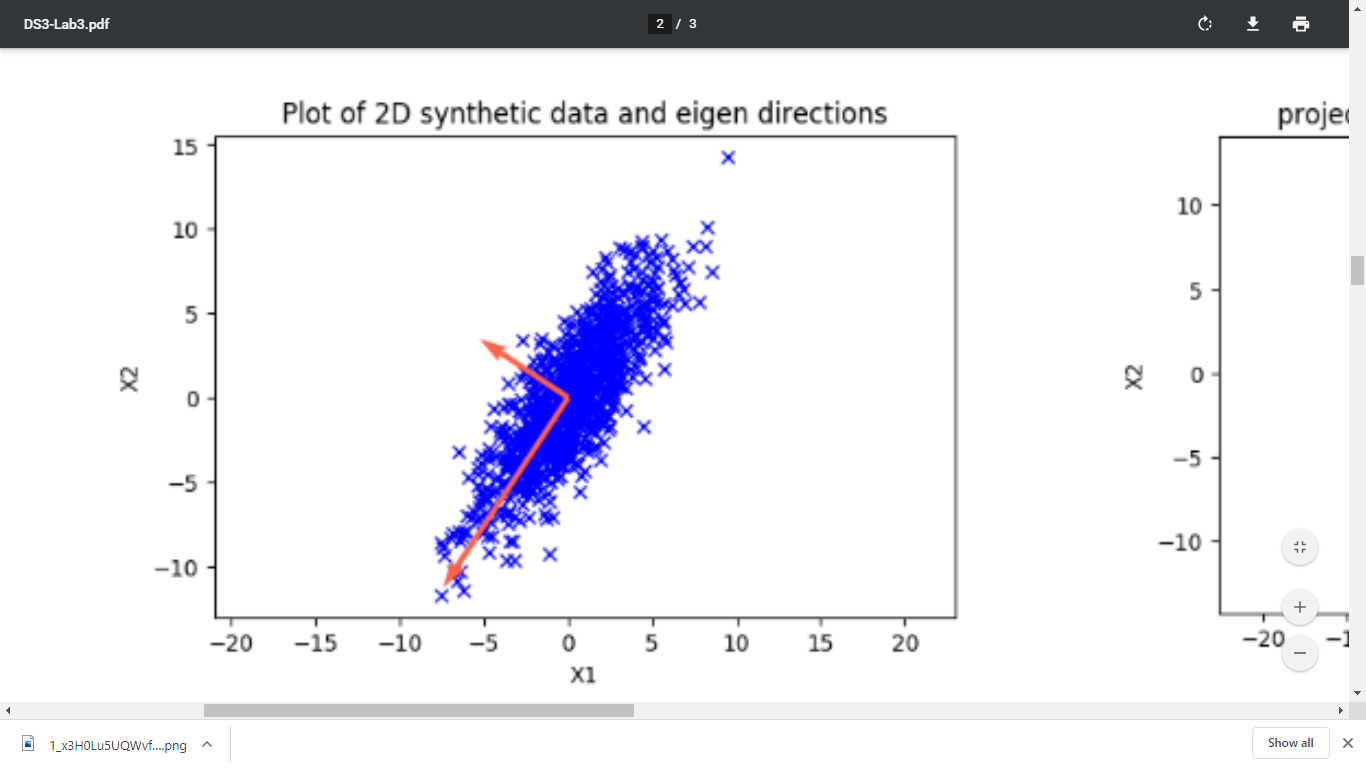 DS3-Lab3.pdf
2 / 3
Plot of 2D synthetic data and eigen directions
15
10
5
0
−5
−10
X2
−20 −15 −10 −5 0 5 10 15 20
X1
projec
10
5
0
−5
−10
X2
−20 −1
1_x3H0Lu5UQWvf....png
Show all